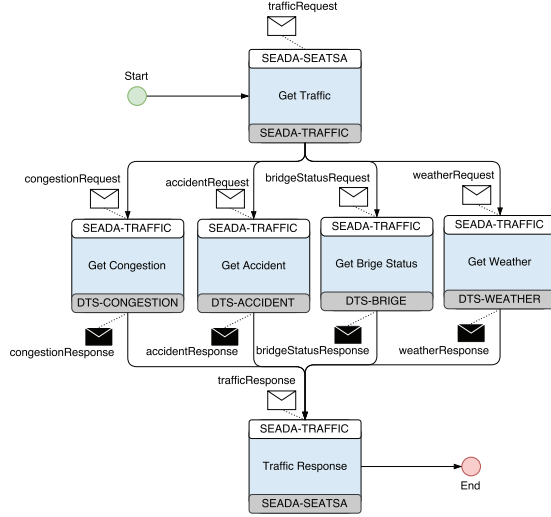 trafficRequest
SEADA-SEATSA
Start
Get Traffic
SEADA-TRAFFIC
congestionRequest
accidentRequest
bridgeStatusRequest
weatherRequest
SEADA-TRAFFIC
SEADA-TRAFFIC
SEADA-TRAFFIC
SEADA-TRAFFIC
Get Congestion
Get Accident
Get Brige Status
Get Weather
DTS-CONGESTION
DTS-ACCIDENT
DTS-BRIGE
DTS-WEATHER
congestionResponse
accidentResponse
bridgeStatusResponse
weatherResponse
trafficResponse
SEADA-TRAFFIC
Traffic Response
End
SEADA-SEATSA